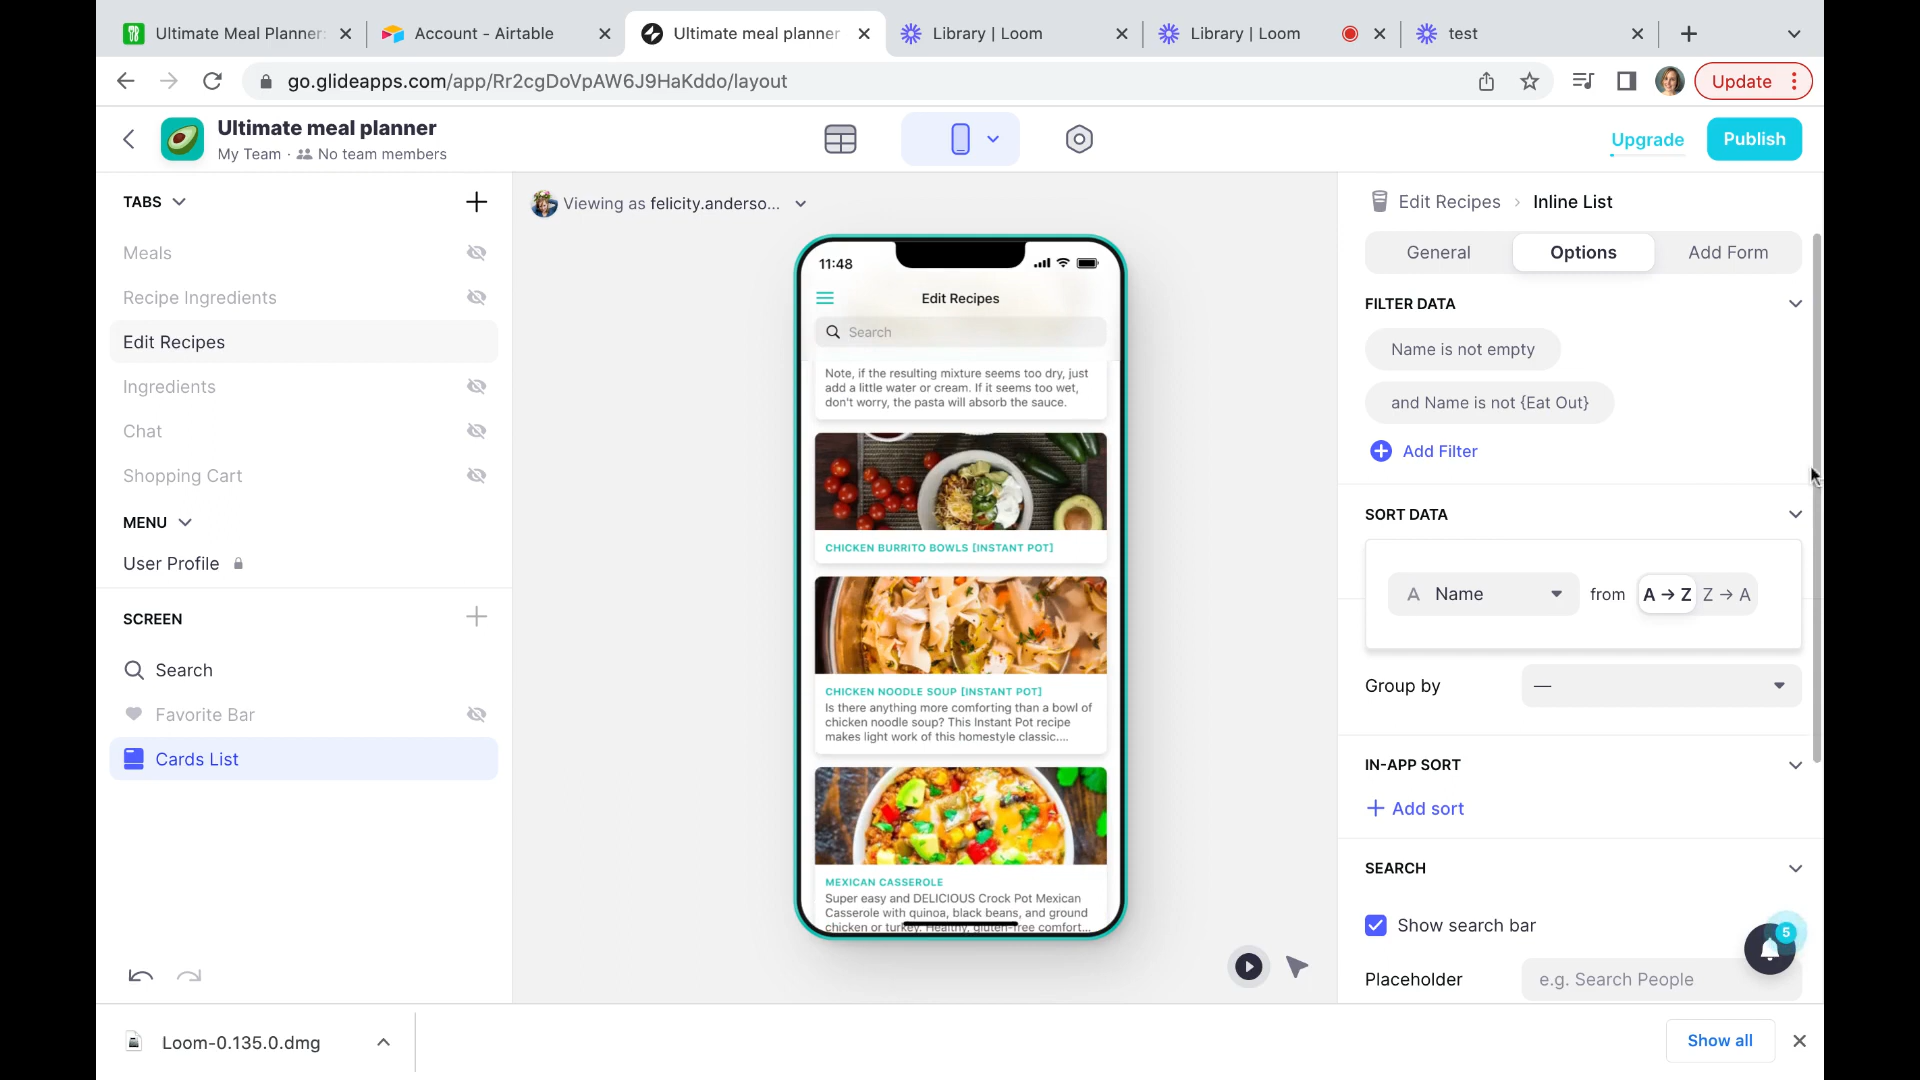 Ultimate Meal Planner:
Account - Airtable
Ultimate meal planner
Library | Loom
Library | Loom
test
go.glideapps.com/app/Rr2cgDoVpAW6J9HaKddo/layout
Update
Ultimate meal planner
My Team · No team members
Upgrade
Publish
TABS
Meals
Recipe Ingredients
Edit Recipes
Ingredients
Chat
Shopping Cart
MENU
User Profile
SCREEN
Search
Favorite Bar
Cards List
Viewing as felicity.anderso...
11:48
Edit Recipes
Search
Note, if the resulting mixture seems too dry, just
add a little water or cream. If it seems too wet,
don't worry, the pasta will absorb the sauce.
CHICKEN BURRITO BOWLS [INSTANT POT]
CHICKEN NOODLE SOUP [INSTANT POT]
Is there anything more comforting than a bowl of
chicken noodle soup? This Instant Pot recipe
makes light work of this homestyle classic....
MEXICAN CASSEROLE
Super easy and DELICIOUS Crock Pot Mexican
Casserole with quinoa, black beans, and ground
chicken or turkey. Healthy, gluten-free comfort...
Edit Recipes › Inline List
General
Options
Add Form
FILTER DATA
Name is not empty
and Name is not {Eat Out}
Add Filter
SORT DATA
A Name
from
A → Z
Z → A
Group by
—
IN-APP SORT
Add sort
SEARCH
Show search bar
5
Placeholder
e.g. Search People
Loom-0.135.0.dmg
Show all